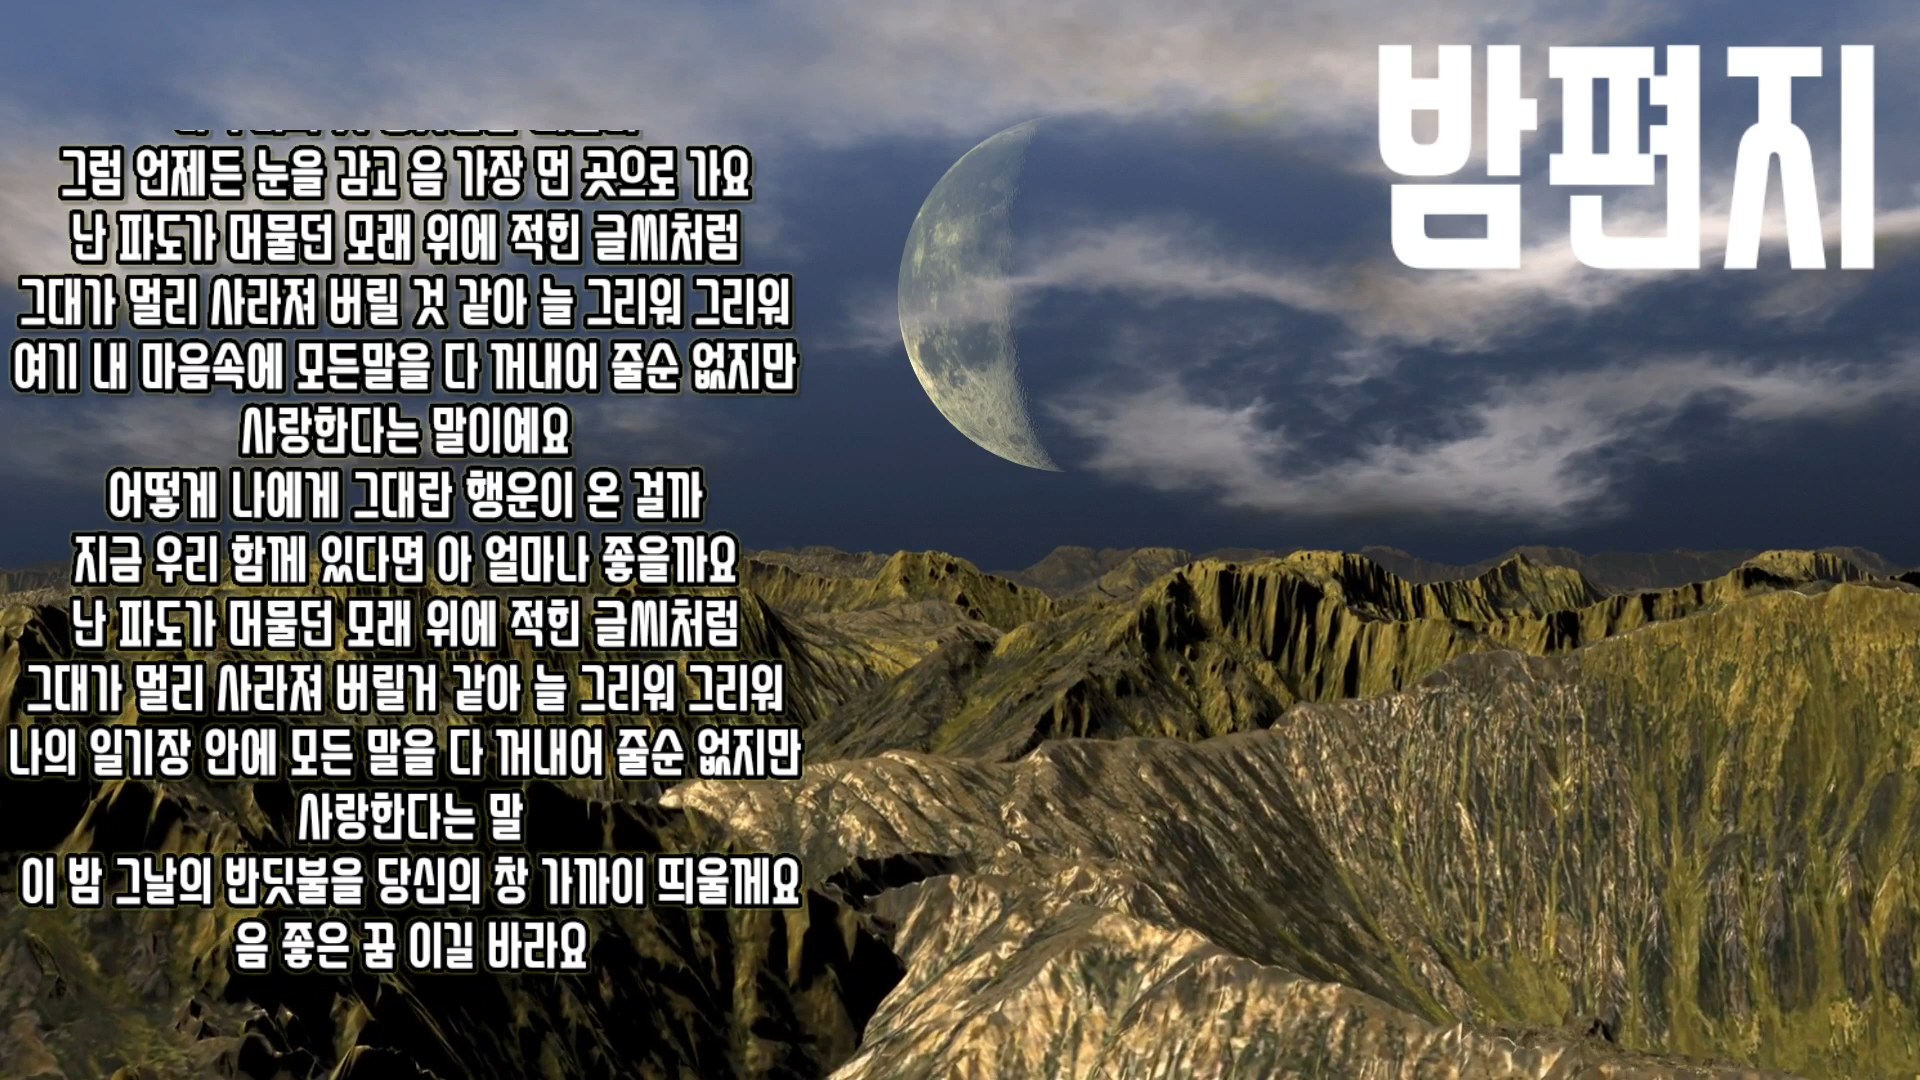 밤편지
그럼 언제든 눈을 감고 음 가장 먼 곳으로 가요
난 파도가 머물던 모래 위에 적힌 글씨처럼
그대가 멀리 사라져 버릴 것 같아 늘 그리워 그리워
여기 내 마음속에 모든말을 다 꺼내어 줄순 없지만
사랑한다는 말이예요
어떻게 나에게 그대란 행운이 온 걸까
지금 우리 함께 있다면 아 얼마나 좋을까요
난 파도가 머물던 모래 위에 적힌 글씨처럼
그대가 멀리 사라져 버릴거 같아 늘 그리워 그리워
나의 일기장 안에 모든 말을 다 꺼내어 줄순 없지만
사랑한다는 말
이 밤 그날의 반딧불을 당신의 창 가까이 띄울께요
음 좋은 꿈 이길 바라요